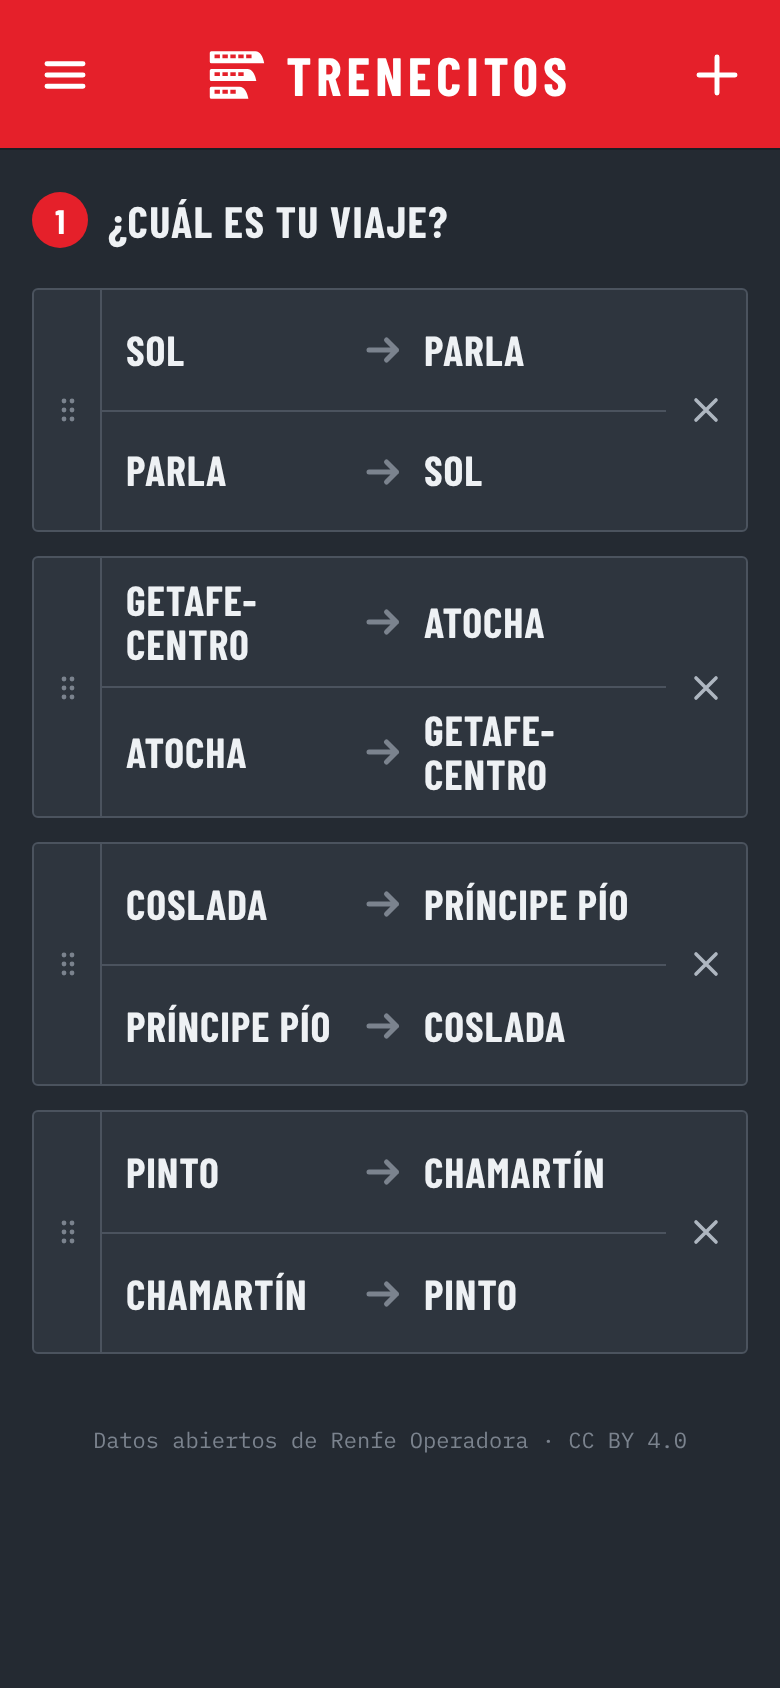 TRENECITOS
1 ¿CUÁL ES TU VIAJE?
SOL → PARLA
PARLA → SOL
GETAFE-
CENTRO → ATOCHA
ATOCHA → GETAFE-
CENTRO
COSLADA → PRÍNCIPE PÍO
PRÍNCIPE PÍO → COSLADA
PINTO → CHAMARTÍN
CHAMARTÍN → PINTO
Datos abiertos de Renfe Operadora · CC BY 4.0